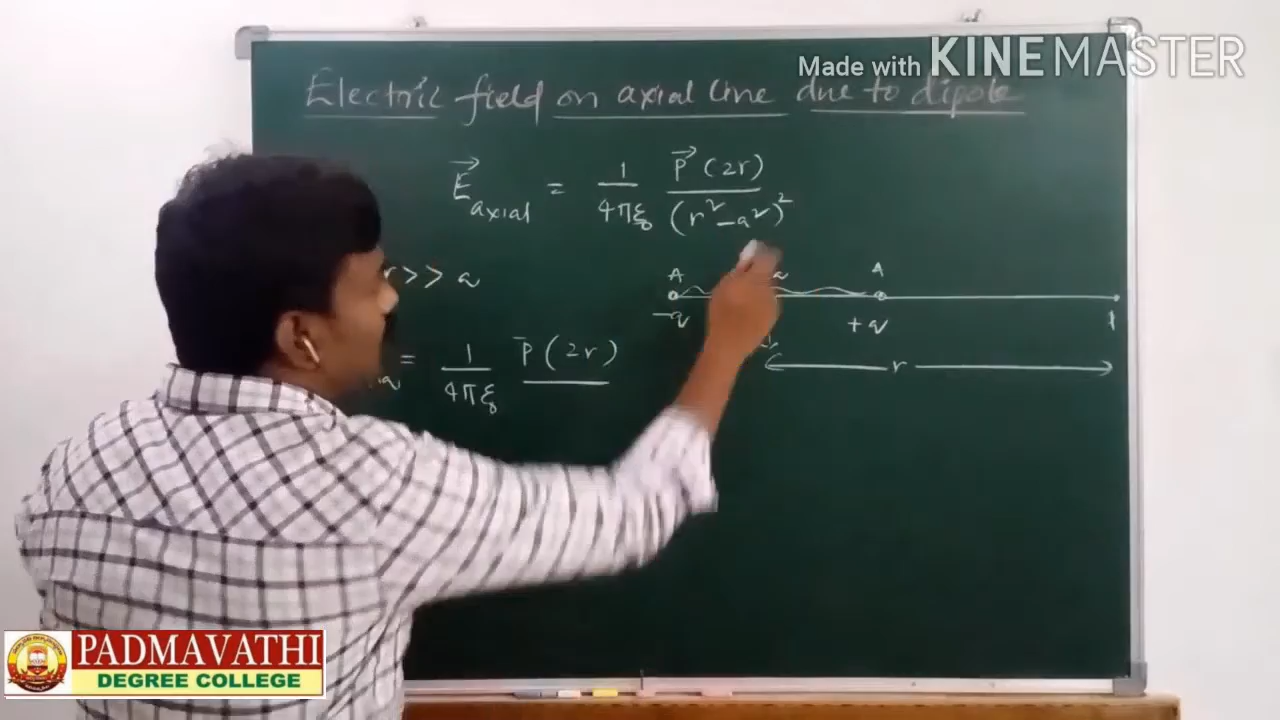 Made with KINEMASTER
Electric field on axial line due to dipole
E⃗ axial = 1/4πξ₀ p⃗ (2r)/(r² – a²)²
r >> a
A a A
–q +q
r
= 1/4πξ₀ p̄ (2r)
PADMAVATHI
DEGREE COLLEGE